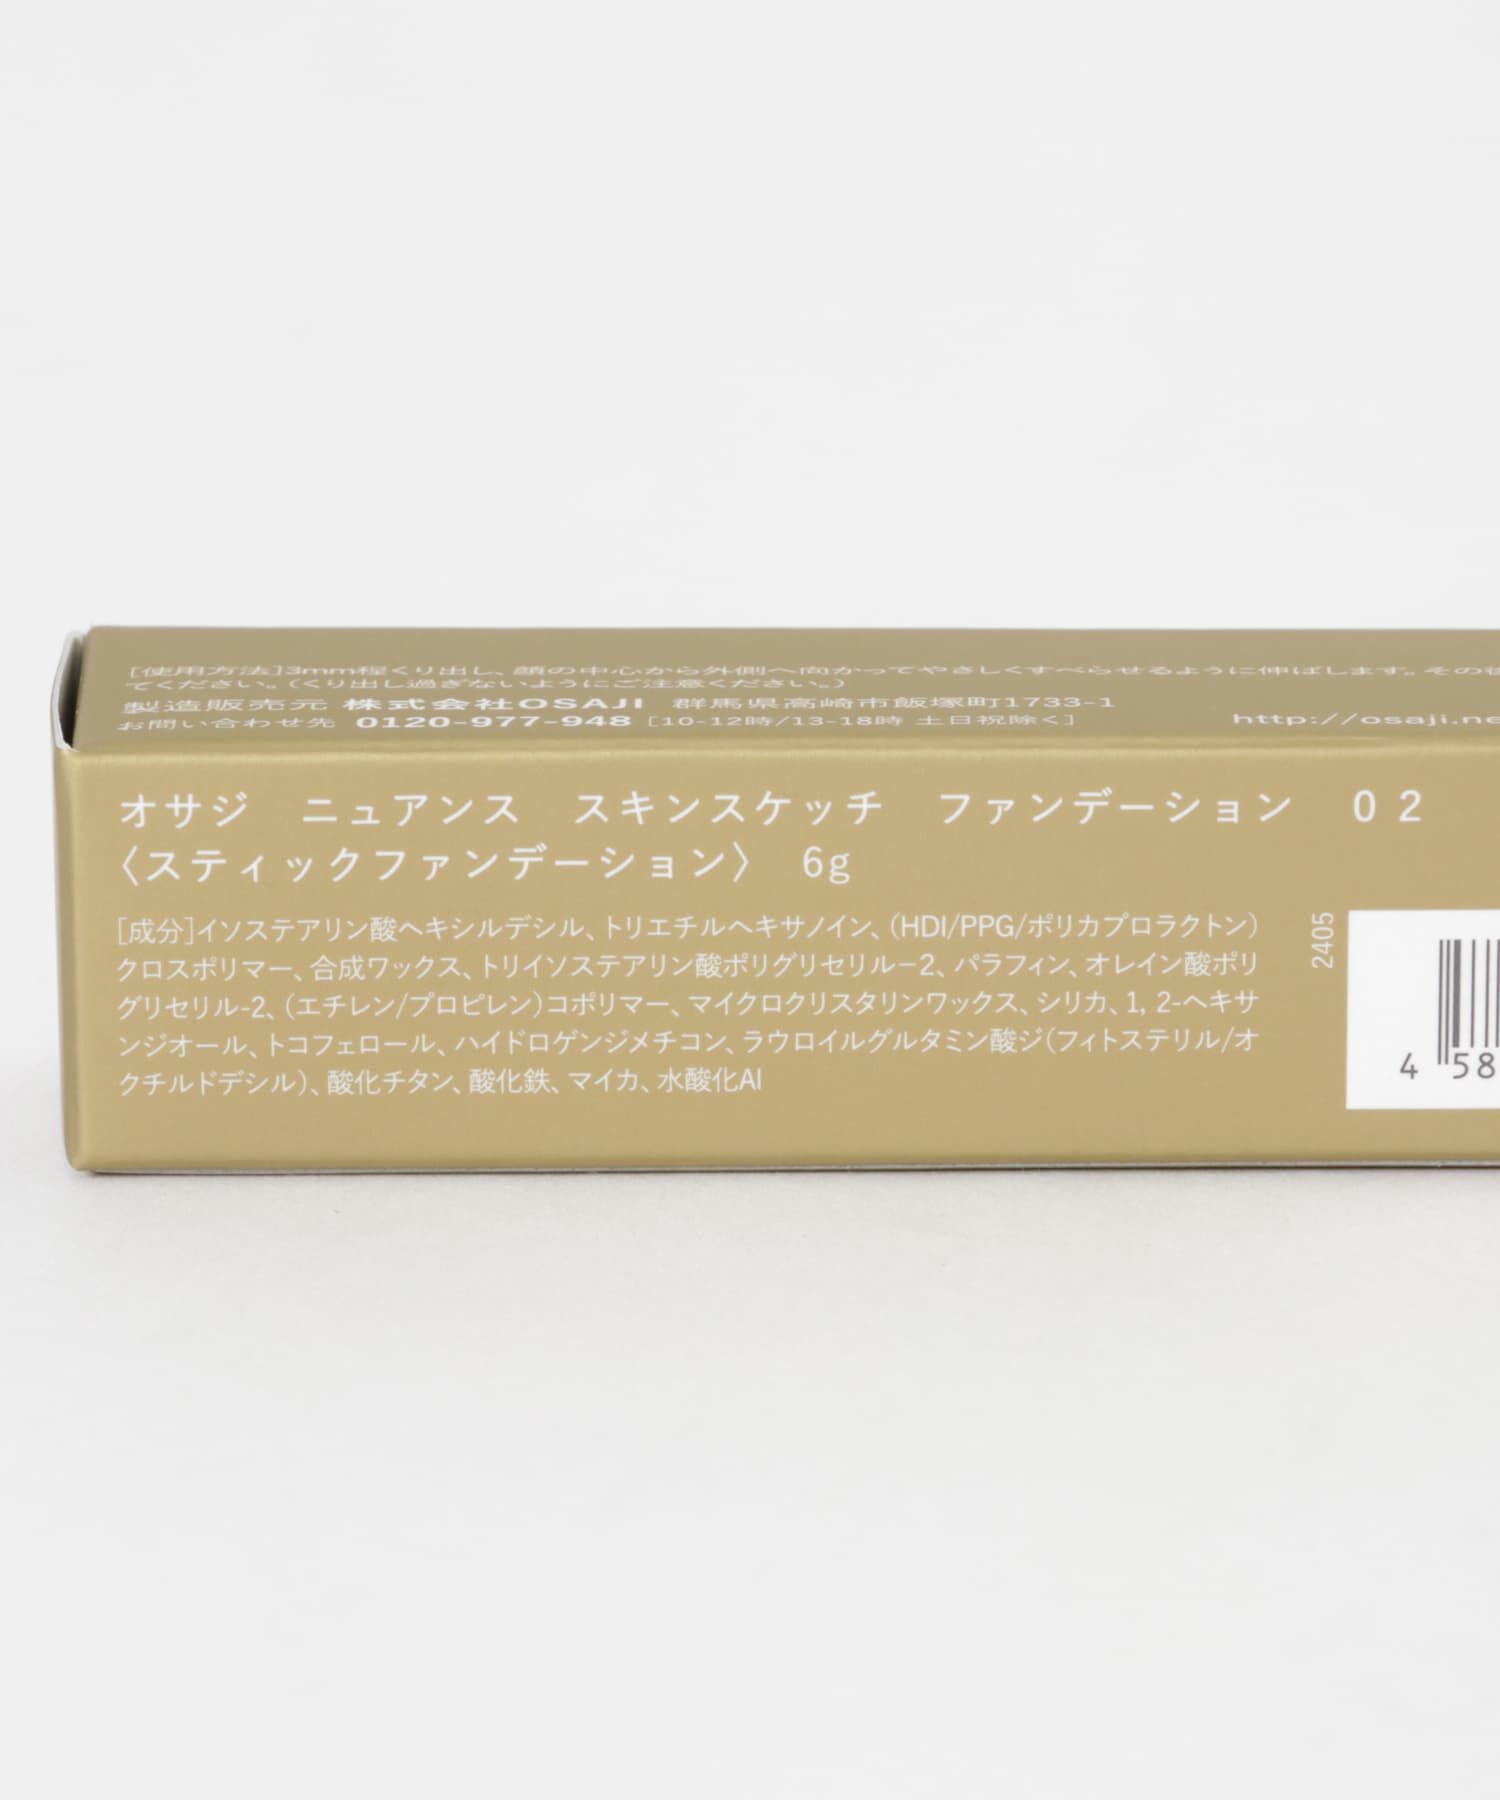 [使用方法]3mm程くり出し、顔の中心から外側へ向かってやさしくすべらせるように伸ばします。その後
てください。(くり出し過ぎないようにご注意ください。)
製造販売元 株式会社OSAJI 群馬県高崎市飯塚町1733-1
お問い合わせ先 0120-977-948 [10-12時/13-18時 土日祝除く]
http://osaji.ne
オサジ　ニュアンス　スキンスケッチ　ファンデーション　02
〈スティックファンデーション〉 6g
[成分]イソステアリン酸ヘキシルデシル、トリエチルヘキサノイン、(HDI/PPG/ポリカプロラクトン)
クロスポリマー、合成ワックス、トリイソステアリン酸ポリグリセリル－2、パラフィン、オレイン酸ポリ
グリセリル-2、(エチレン/プロピレン)コポリマー、マイクロクリスタリンワックス、シリカ、1, 2-ヘキサ
ンジオール、トコフェロール、ハイドロゲンジメチコン、ラウロイルグルタミン酸ジ(フィトステリル/オ
クチルドデシル)、酸化チタン、酸化鉄、マイカ、水酸化Al
2405
4 58